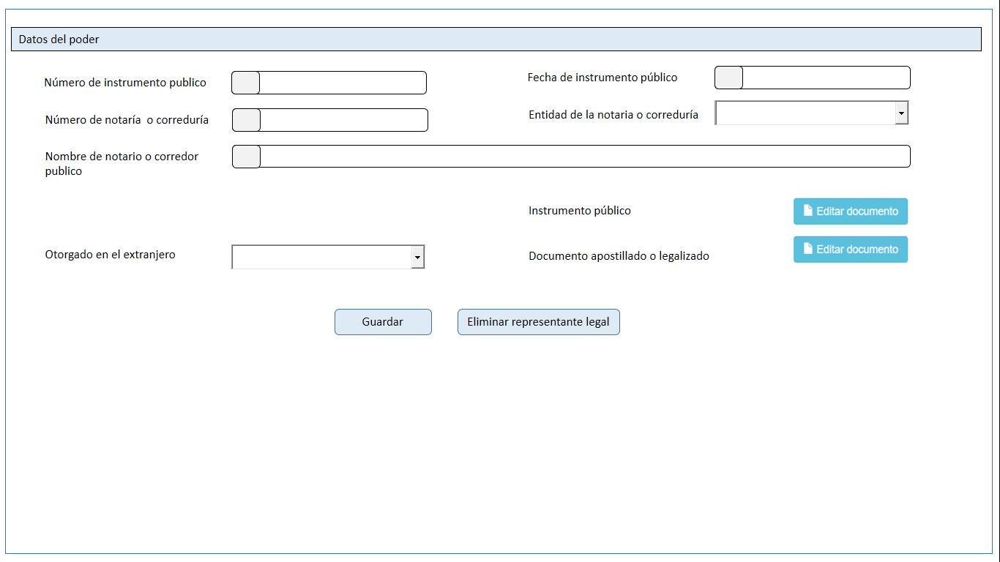 Datos del poder
Número de instrumento publico
Fecha de instrumento público
Número de notaría  o correduría
Entidad de la notaria o correduría
Nombre de notario o corredor
publico
Instrumento público
Editar documento
Otorgado en el extranjero
Documento apostillado o legalizado
Editar documento
Guardar
Eliminar representante legal